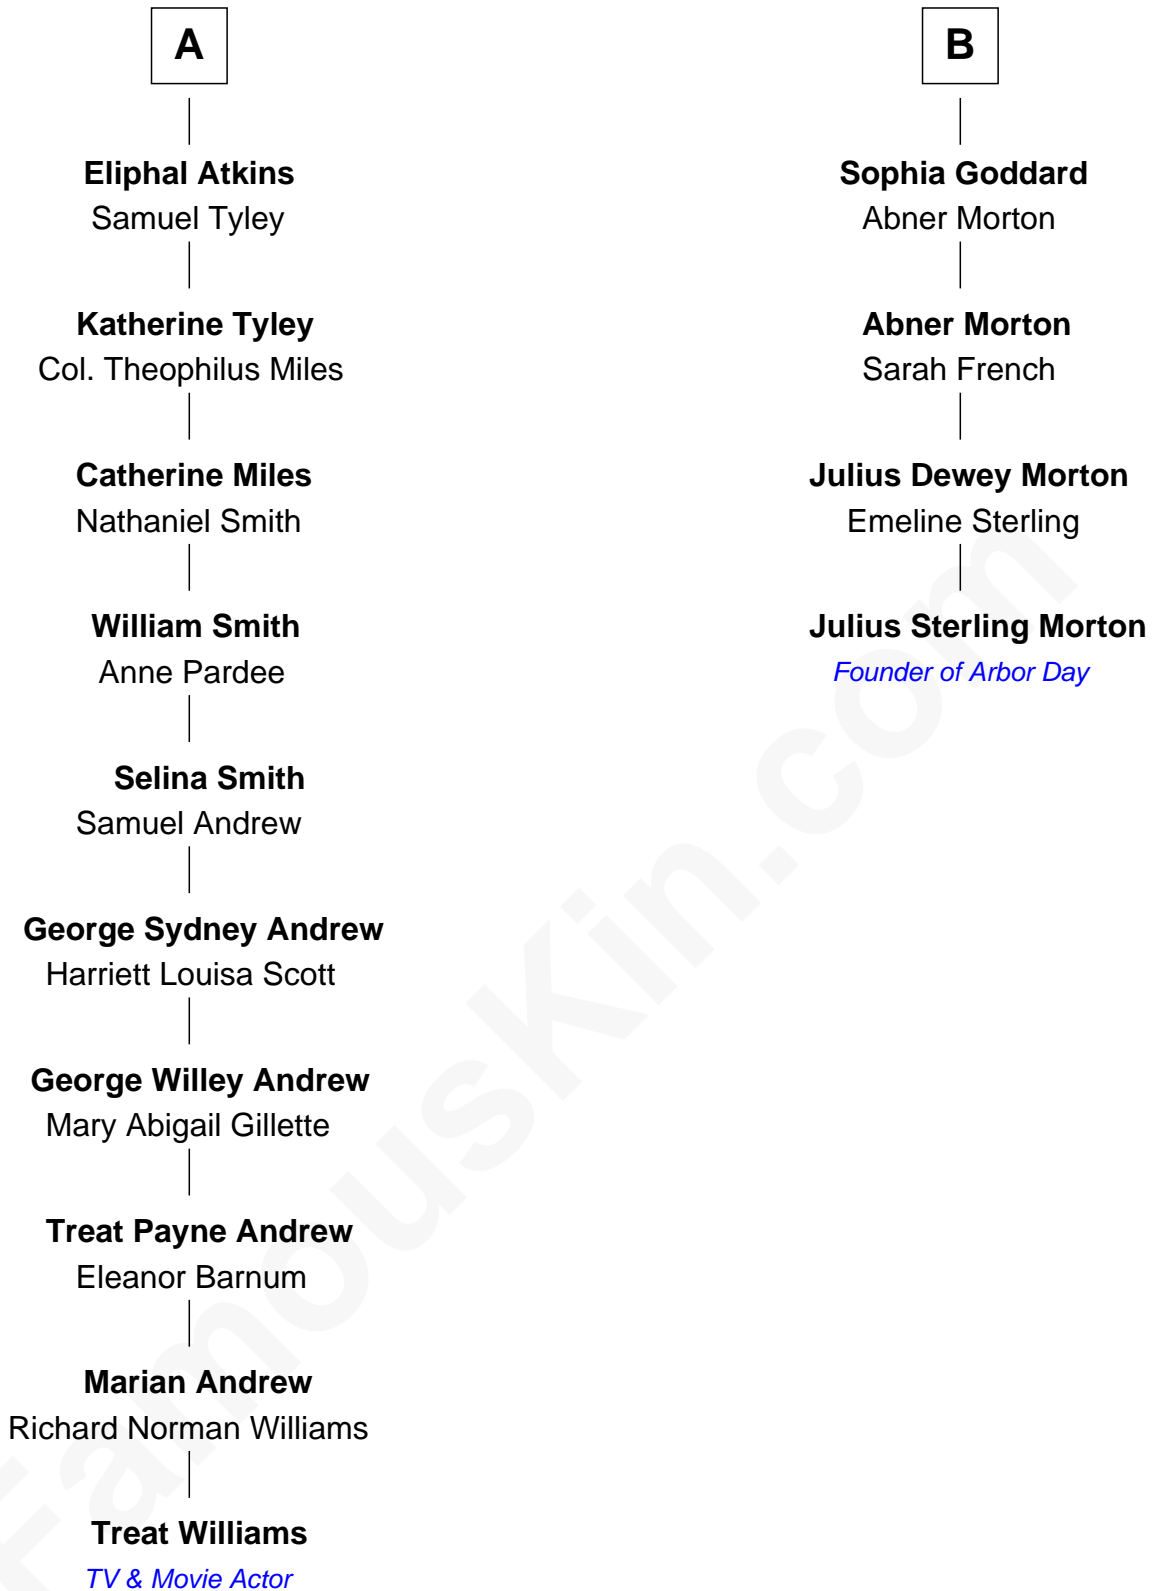 A
Eliphal Atkins
Samuel Tyley
Katherine Tyley
Col. Theophilus Miles
Catherine Miles
Nathaniel Smith
William Smith
Anne Pardee
Selina Smith
Samuel Andrew
George Sydney Andrew
Harriett Louisa Scott
George Willey Andrew
Mary Abigail Gillette
Treat Payne Andrew
Eleanor Barnum
Marian Andrew
Richard Norman Williams
Treat Williams
TV & Movie Actor
B
Sophia Goddard
Abner Morton
Abner Morton
Sarah French
Julius Dewey Morton
Emeline Sterling
Julius Sterling Morton
Founder of Arbor Day
FamousKin.com